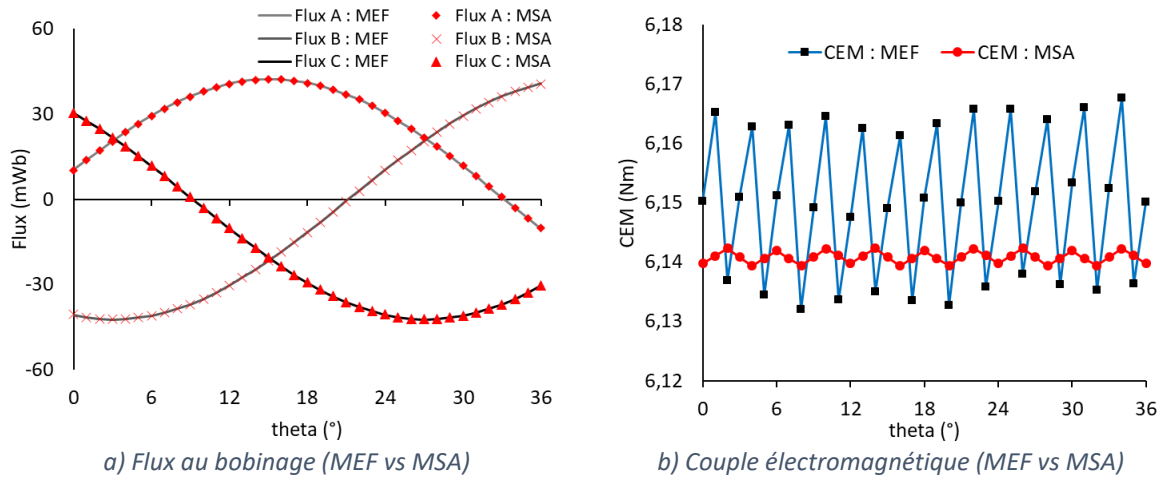 Flux A : MEF Flux A : MSA
Flux B : MEF Flux B : MSA
Flux C : MEF Flux C : MSA
60
30
0
-30
-60
Flux (mWb)
0 6 12 18 24 30 36
theta (°)
a) Flux au bobinage (MEF vs MSA)
CEM : MEF CEM : MSA
6,18
6,17
6,16
6,15
6,14
6,13
6,12
CEM (Nm)
0 6 12 18 24 30 36
theta (°)
b) Couple électromagnétique (MEF vs MSA)